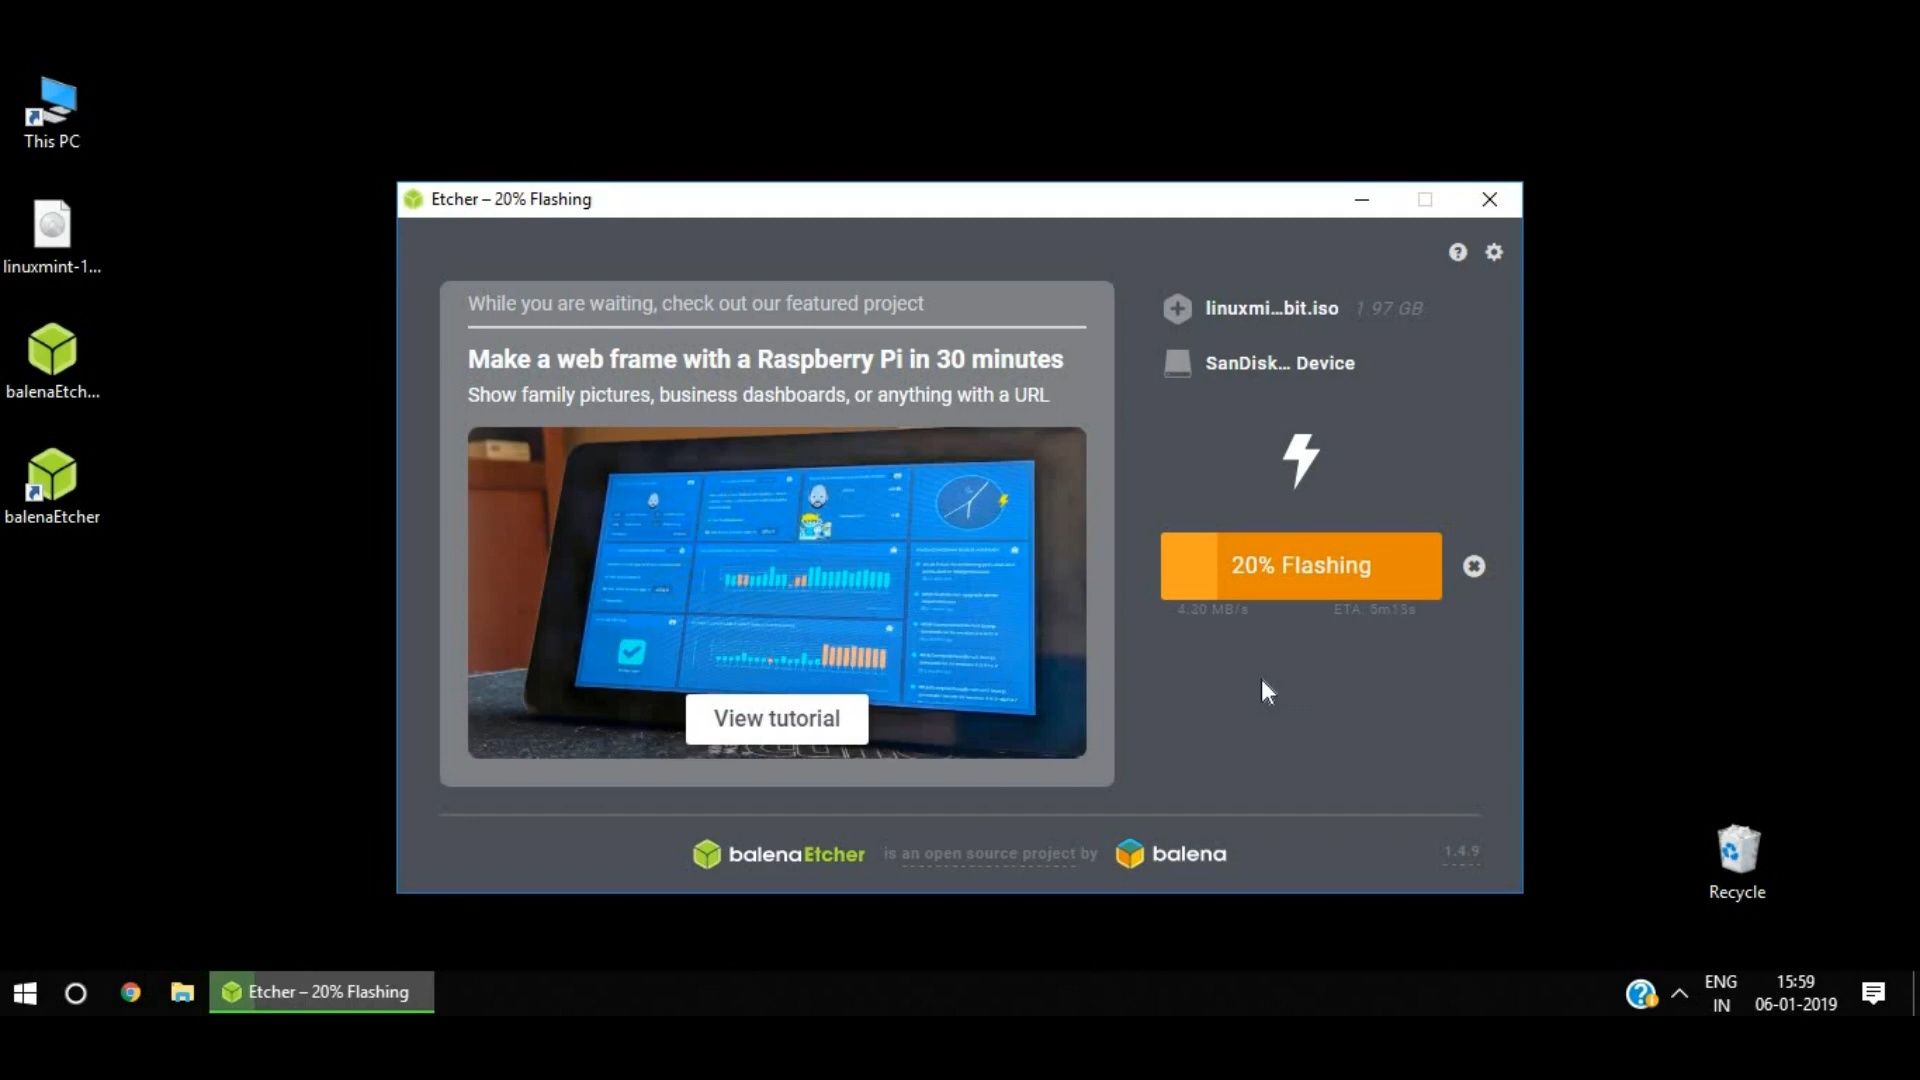 This PC
linuxmint-1...
balenaEtch...
balenaEtcher
Etcher – 20% Flashing
While you are waiting, check out our featured project
Make a web frame with a Raspberry Pi in 30 minutes
Show family pictures, business dashboards, or anything with a URL
View tutorial
linuxmi...bit.iso 1.97 GB
SanDisk... Device
20% Flashing
4.20 MB/s
balenaEtcher is an open source project by balena 1.4.9
Recycle
Etcher – 20% Flashing
ENG
IN
15:59
06-01-2019